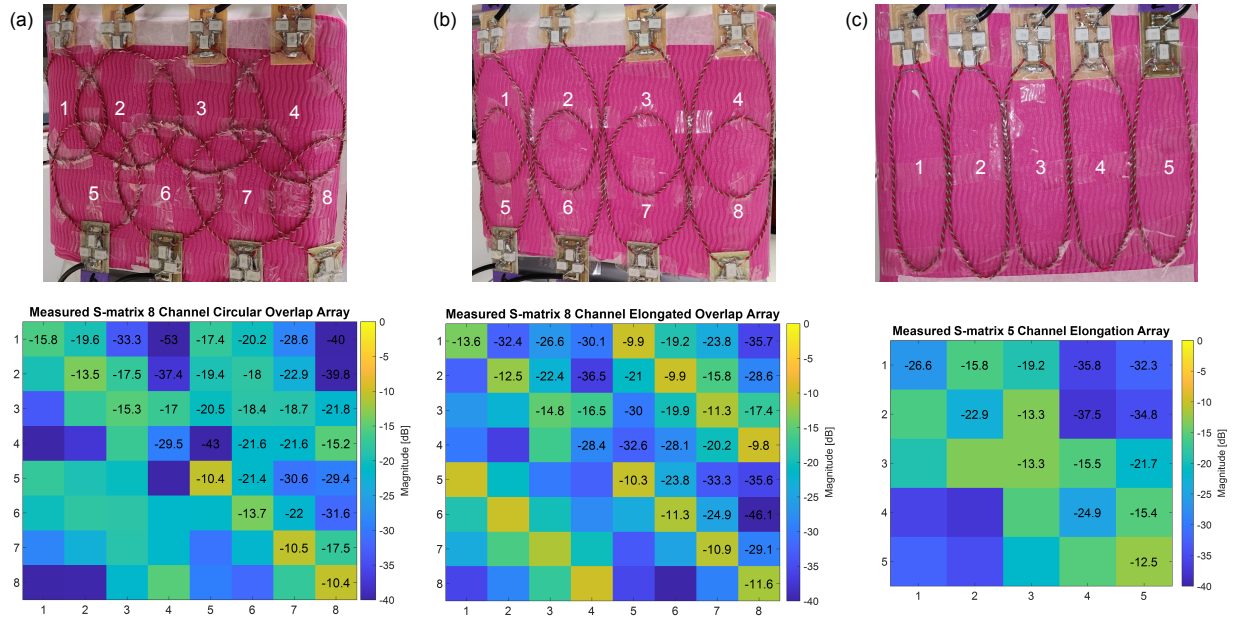 (a)
(b)
(c)
1 2 3 4
5 6 7 8
1 2 3 4
5 6 7 8
1 2 3 4 5
Measured S-matrix 8 Channel Circular Overlap Array
1 -15.8 -19.6 -33.3 -53 -17.4 -20.2 -28.6 -40
2 -13.5 -17.5 -37.4 -19.4 -18 -22.9 -39.8
3 -15.3 -17 -20.5 -18.4 -18.7 -21.8
4 -29.5 -43 -21.6 -21.6 -15.2
5 -10.4 -21.4 -30.6 -29.4
6 -13.7 -22 -31.6
7 -10.5 -17.5
8 -10.4
1 2 3 4 5 6 7 8
0
-5
-10
-15
-20
-25
-30
-35
-40
Magnitude [dB]
Measured S-matrix 8 Channel Elongated Overlap Array
1 -13.6 -32.4 -26.6 -30.1 -9.9 -19.2 -23.8 -35.7
2 -12.5 -22.4 -36.5 -21 -9.9 -15.8 -28.6
3 -14.8 -16.5 -30 -19.9 -11.3 -17.4
4 -28.4 -32.6 -28.1 -20.2 -9.8
5 -10.3 -23.8 -33.3 -35.6
6 -11.3 -24.9 -46.1
7 -10.9 -29.1
8 -11.6
1 2 3 4 5 6 7 8
0
-5
-10
-15
-20
-25
-30
-35
-40
Magnitude [dB]
Measured S-matrix 5 Channel Elongation Array
1 -26.6 -15.8 -19.2 -35.8 -32.3
2 -22.9 -13.3 -37.5 -34.8
3 -13.3 -15.5 -21.7
4 -24.9 -15.4
5 -12.5
1 2 3 4 5
0
-5
-10
-15
-20
-25
-30
-35
-40
Magnitude [dB]